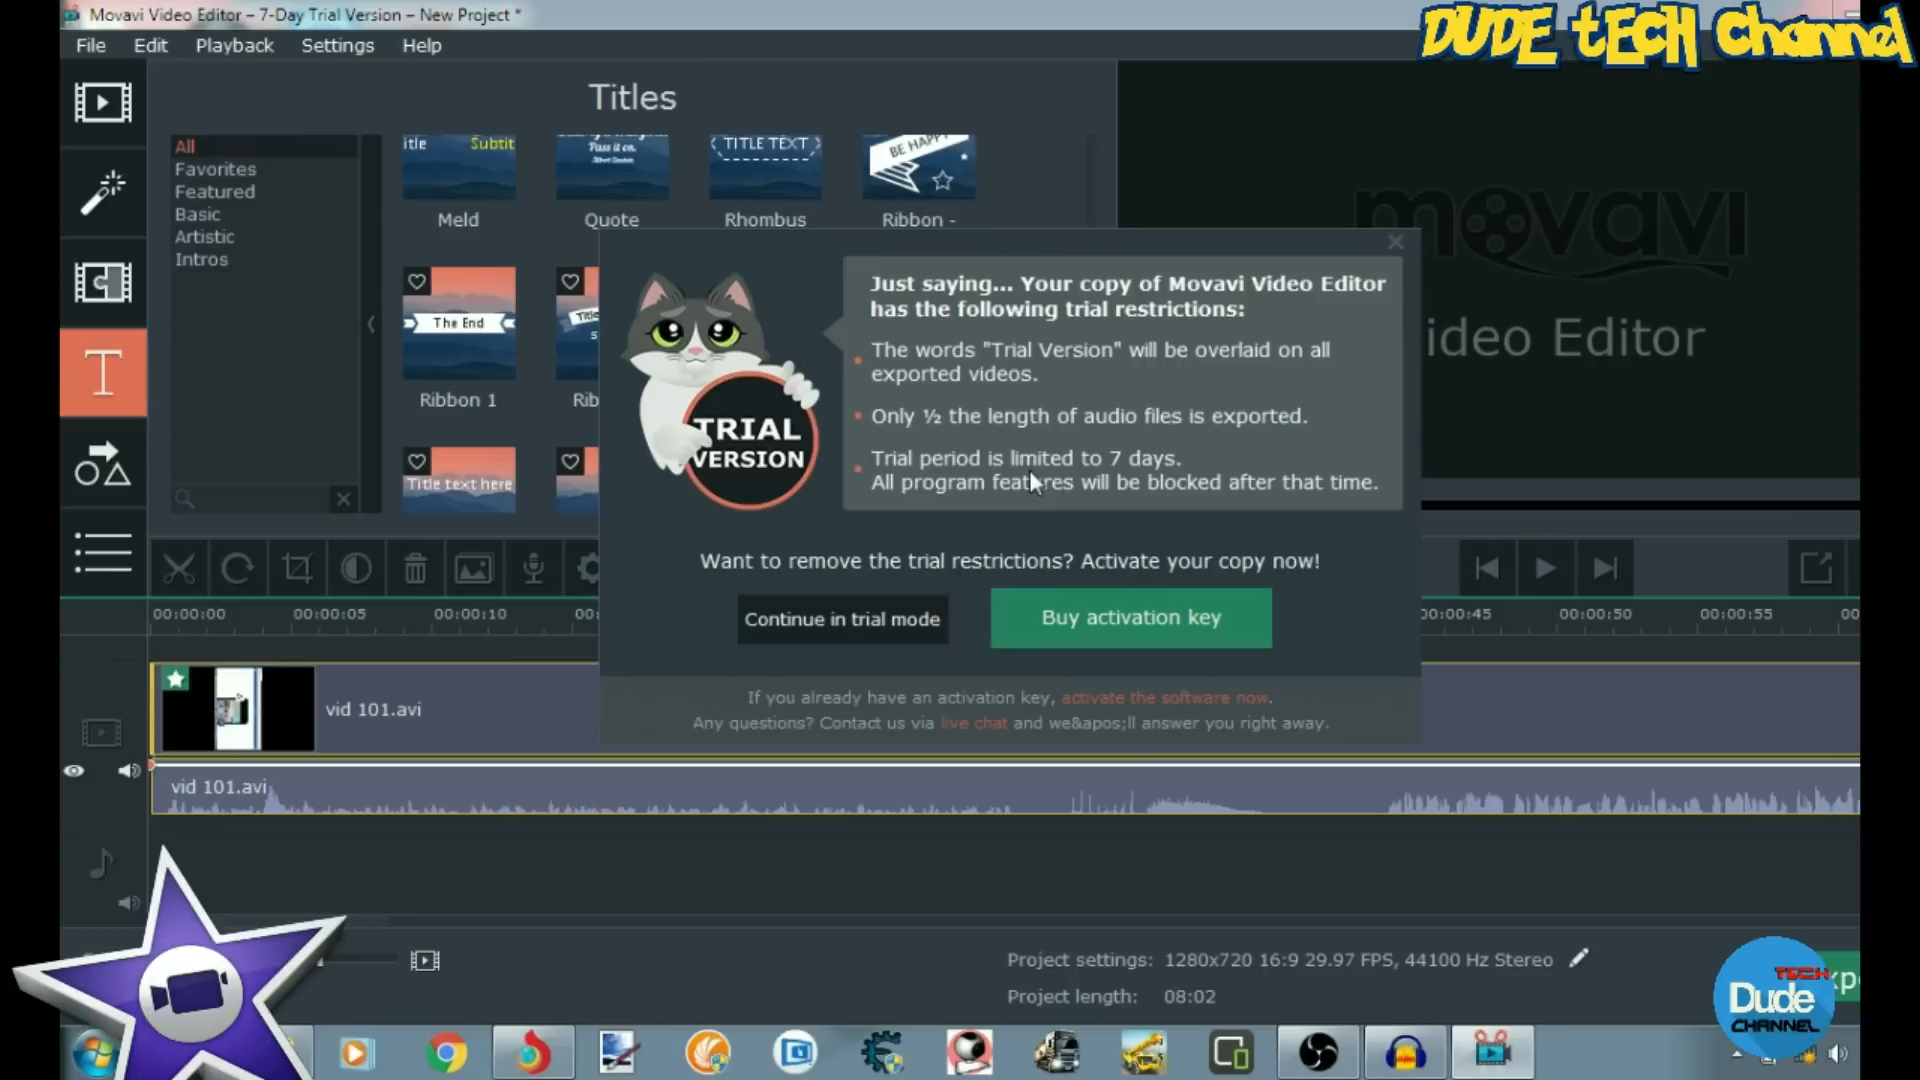 Movavi Video Editor – 7-Day Trial Version – New Project *
DUDE tECH Channel
File Edit Playback Settings Help
Titles
All
Favorites
Featured
Basic
Artistic
Intros
itle Subtit
Pass it on.
TITLE TEXT
BE HAPPY
Meld Quote Rhombus Ribbon -
The End
Ribbon 1
Rib
Title text here
movavi
ideo Editor
Just saying... Your copy of Movavi Video Editor
has the following trial restrictions:
The words "Trial Version" will be overlaid on all
exported videos.
Only ½ the length of audio files is exported.
Trial period is limited to 7 days.
All program features will be blocked after that time.
TRIAL
VERSION
Want to remove the trial restrictions? Activate your copy now!
Continue in trial mode
Buy activation key
If you already have an activation key, activate the software now.
Any questions? Contact us via live chat and we&apos;ll answer you right away.
00:00:00 00:00:05 00:00:10 00: 00:00:45 00:00:50 00:00:55 00
vid 101.avi
vid 101.avi
Project settings: 1280x720 16:9 29.97 FPS, 44100 Hz Stereo
Project length: 08:02
xp
TECH
Dude
CHANNEL